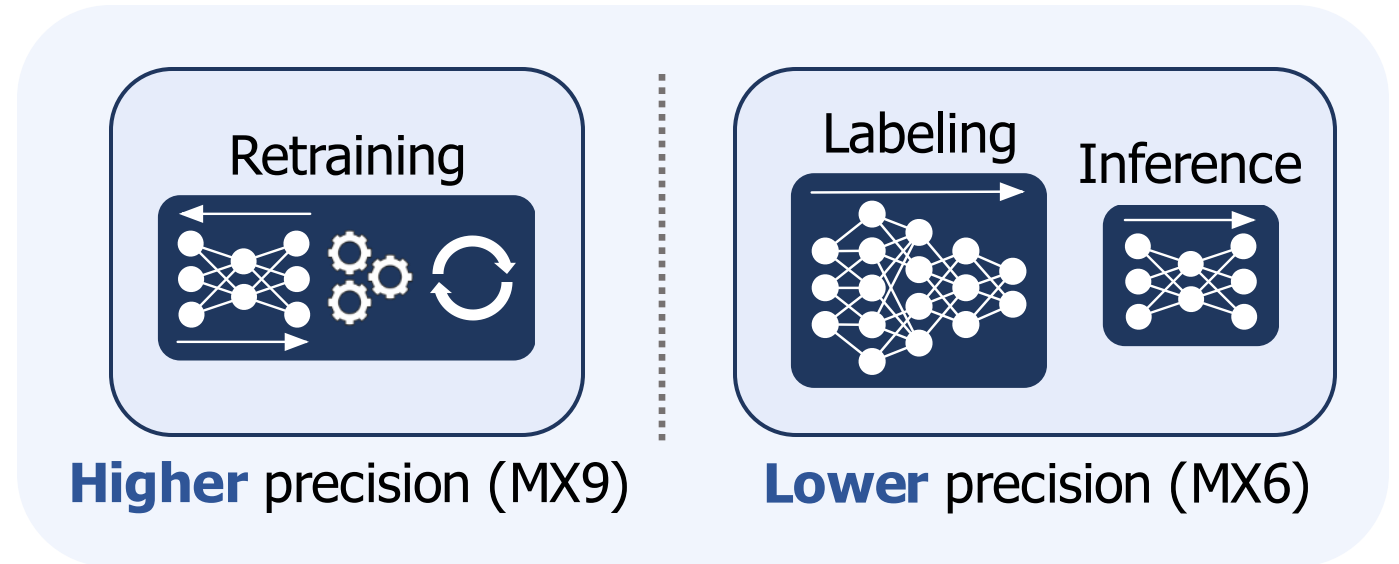 Retraining
Labeling
Inference
Higher precision (MX9)
Lower precision (MX6)